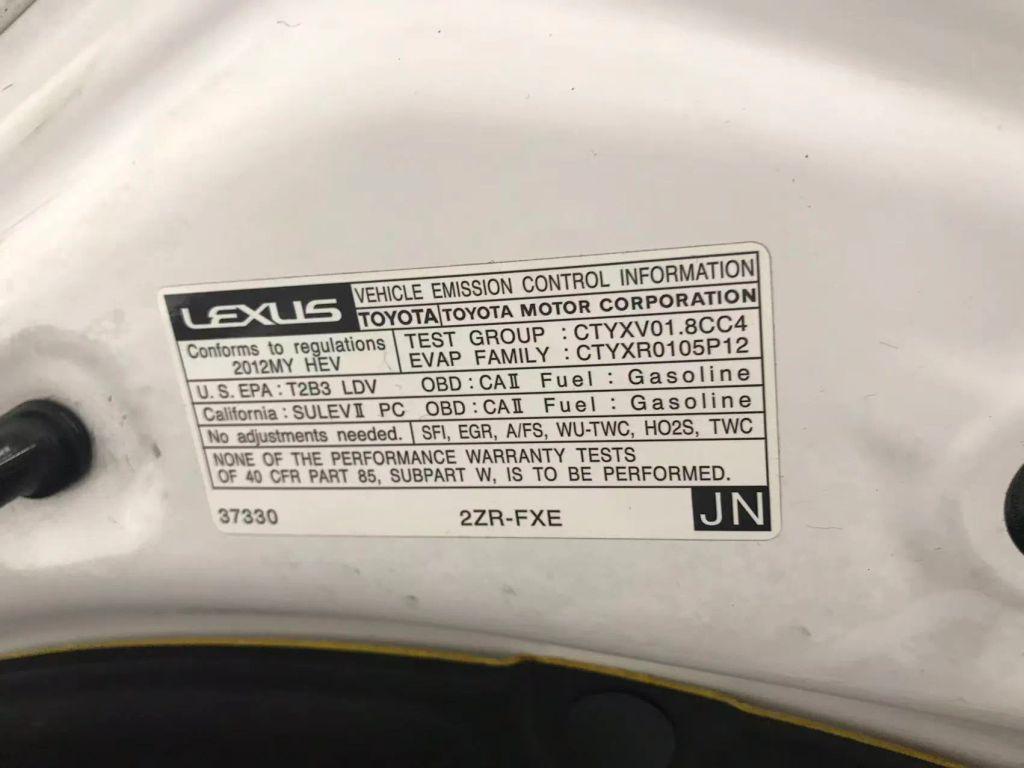 LEXUS VEHICLE EMISSION CONTROL INFORMATION
TOYOTA TOYOTA MOTOR CORPORATION
Conforms to regulations
2012MY HEV
TEST GROUP : CTYXV01.8CC4
EVAP FAMILY : CTYXR0105P12
U.S. EPA : T2B3 LDV OBD : CAⅡ Fuel : Gasoline
California : SULEVⅡ PC OBD : CAⅡ Fuel : Gasoline
No adjustments needed. SFI, EGR, A/FS, WU-TWC, HO2S, TWC
NONE OF THE PERFORMANCE WARRANTY TESTS
OF 40 CFR PART 85, SUBPART W, IS TO BE PERFORMED.
37330 2ZR-FXE JN